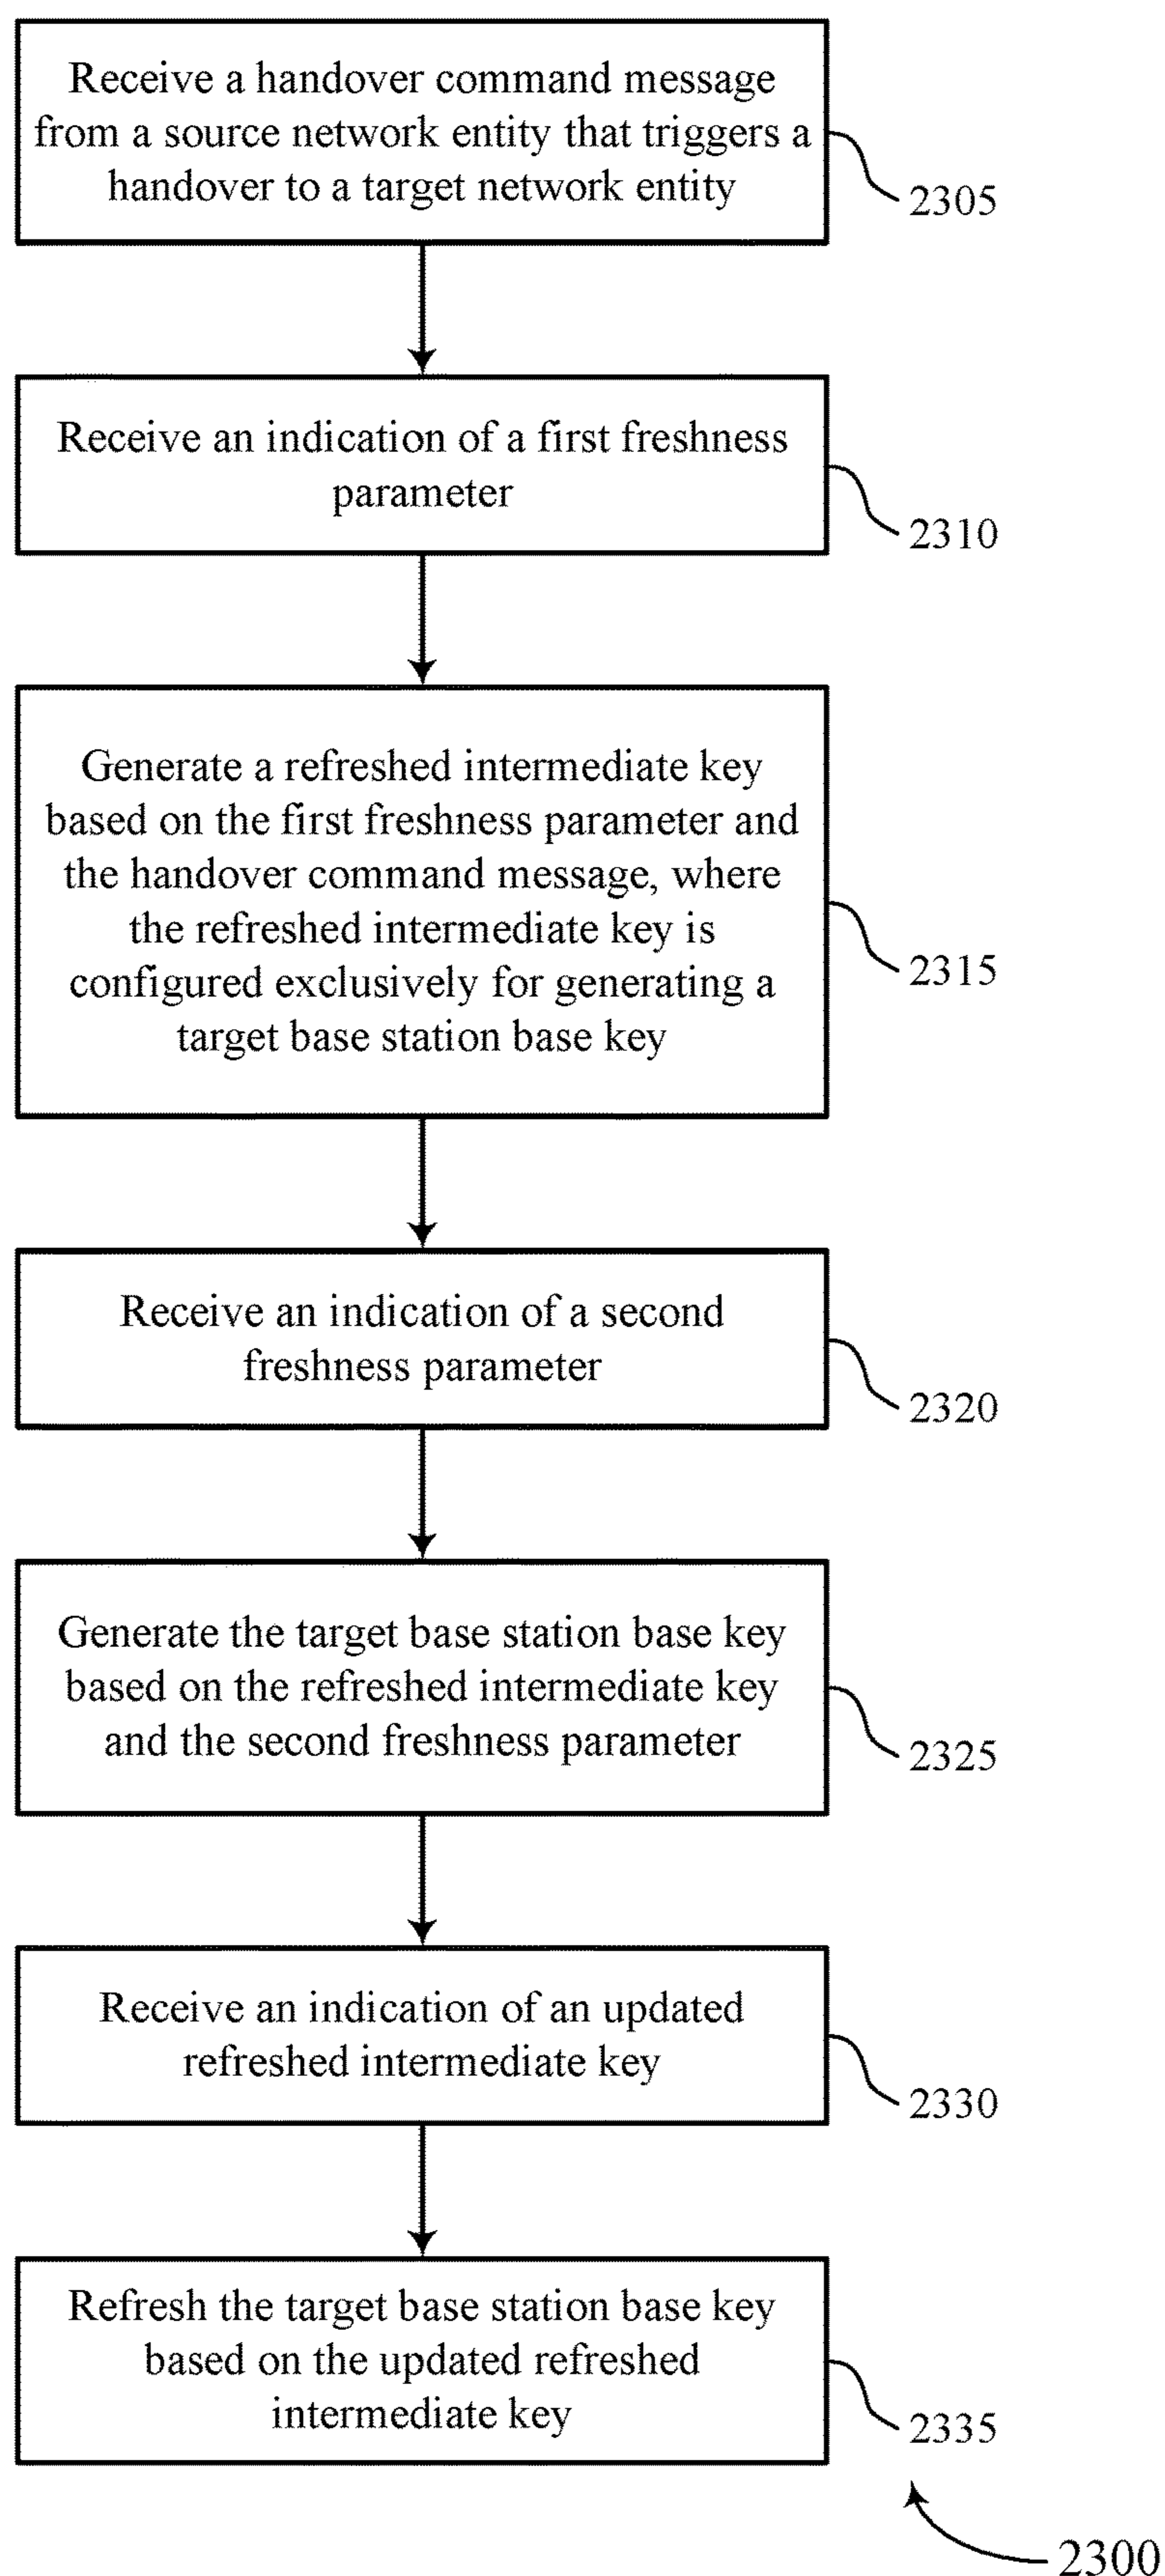 Receive a handover command message
from a source network entity that triggers a
handover to a target network entity
2305
Receive an indication of a first freshness
parameter
2310
Generate a refreshed intermediate key
based on the first freshness parameter and
the handover command message, where
the refreshed intermediate key is
configured exclusively for generating a
target base station base key
2315
Receive an indication of a second
freshness parameter
2320
Generate the target base station base key
based on the refreshed intermediate key
and the second freshness parameter
2325
Receive an indication of an updated
refreshed intermediate key
2330
Refresh the target base station base key
based on the updated refreshed
intermediate key
2335
2300